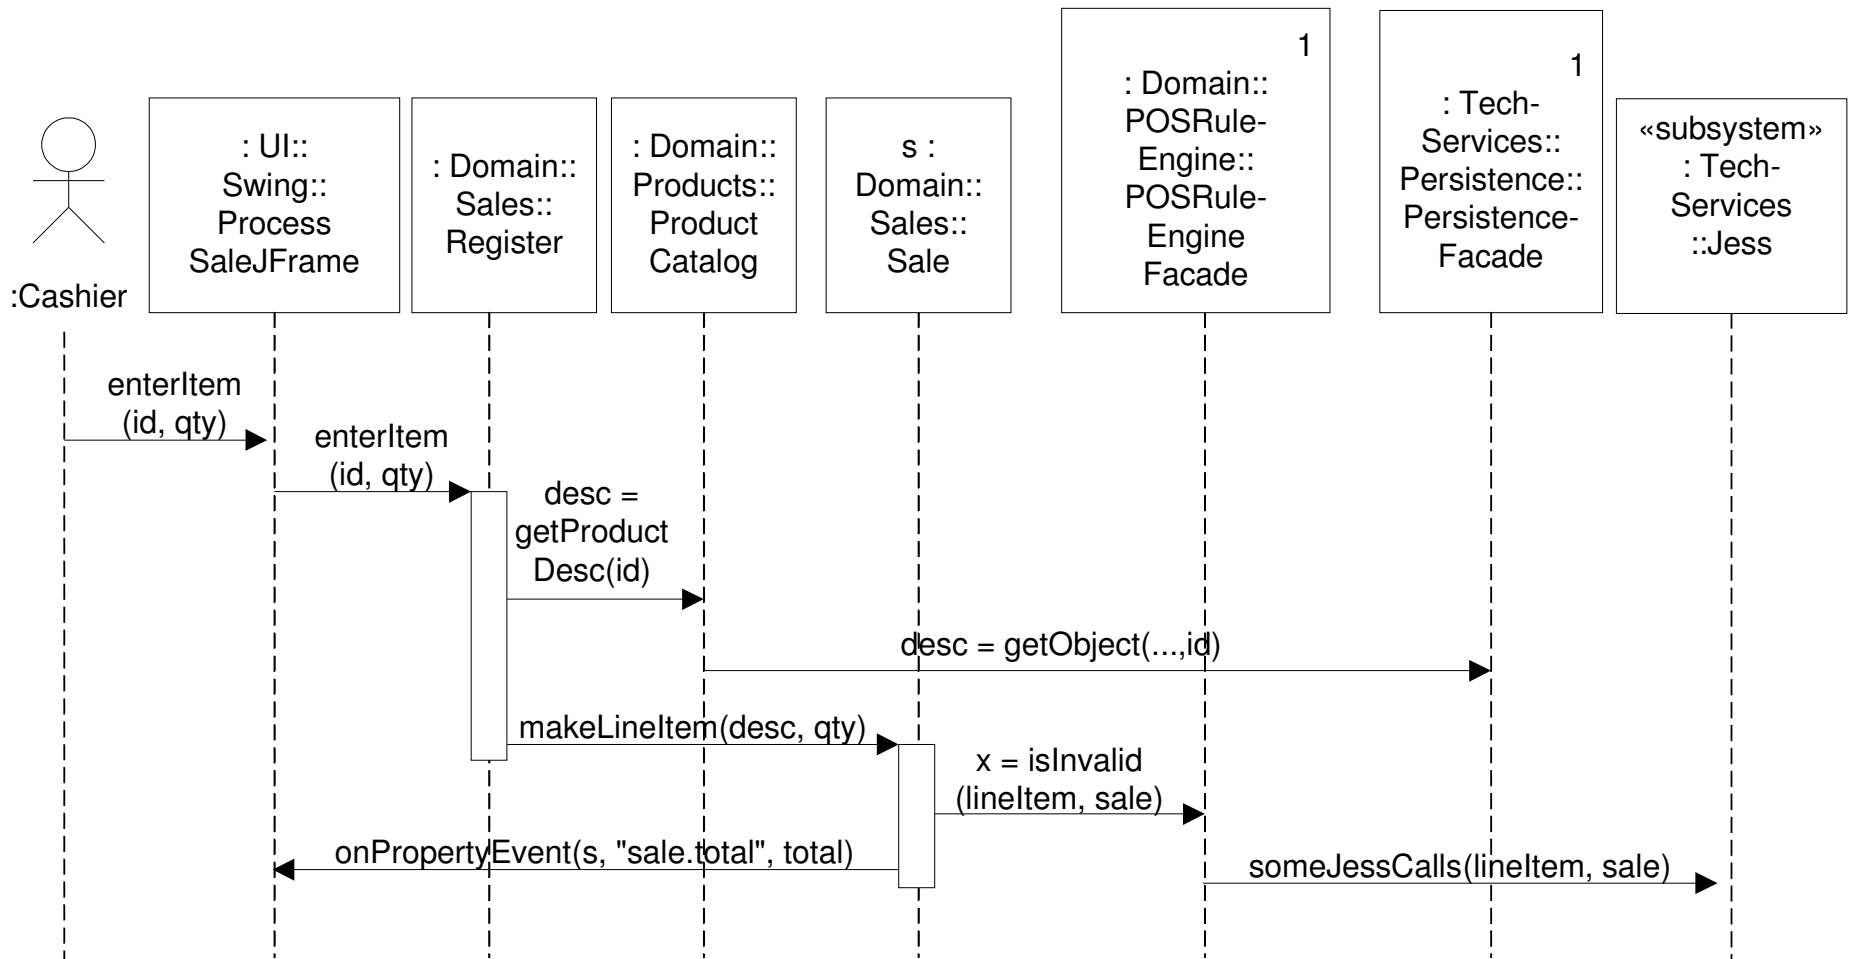 :Cashier
: UI::
Swing::
Process
SaleJFrame
: Domain::
Sales::
Register
: Domain::
Products::
Product
Catalog
s :
Domain::
Sales::
Sale
1
: Domain::
POSRule-
Engine::
POSRule-
Engine
Facade
1
: Tech-
Services::
Persistence::
Persistence-
Facade
«subsystem»
: Tech-
Services
::Jess
enterItem
(id, qty)
enterItem
(id, qty)
desc =
getProduct
Desc(id)
desc = getObject(...,id)
makeLineItem(desc, qty)
x = isInvalid
(lineItem, sale)
onPropertyEvent(s, "sale.total", total)
someJessCalls(lineItem, sale)